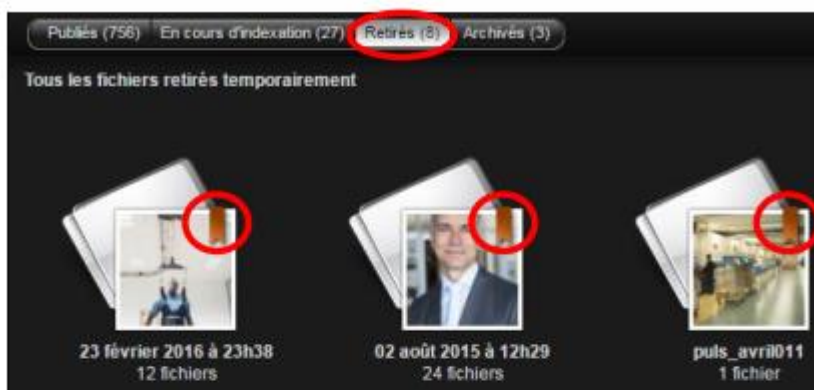 Publiés (756) En cours d'indexation (27) Retirés (8) Archivés (3)
Tous les fichiers retirés temporairement
23 février 2016 à 23h38
12 fichiers
02 août 2015 à 12h29
24 fichiers
puls_avril011
1 fichier